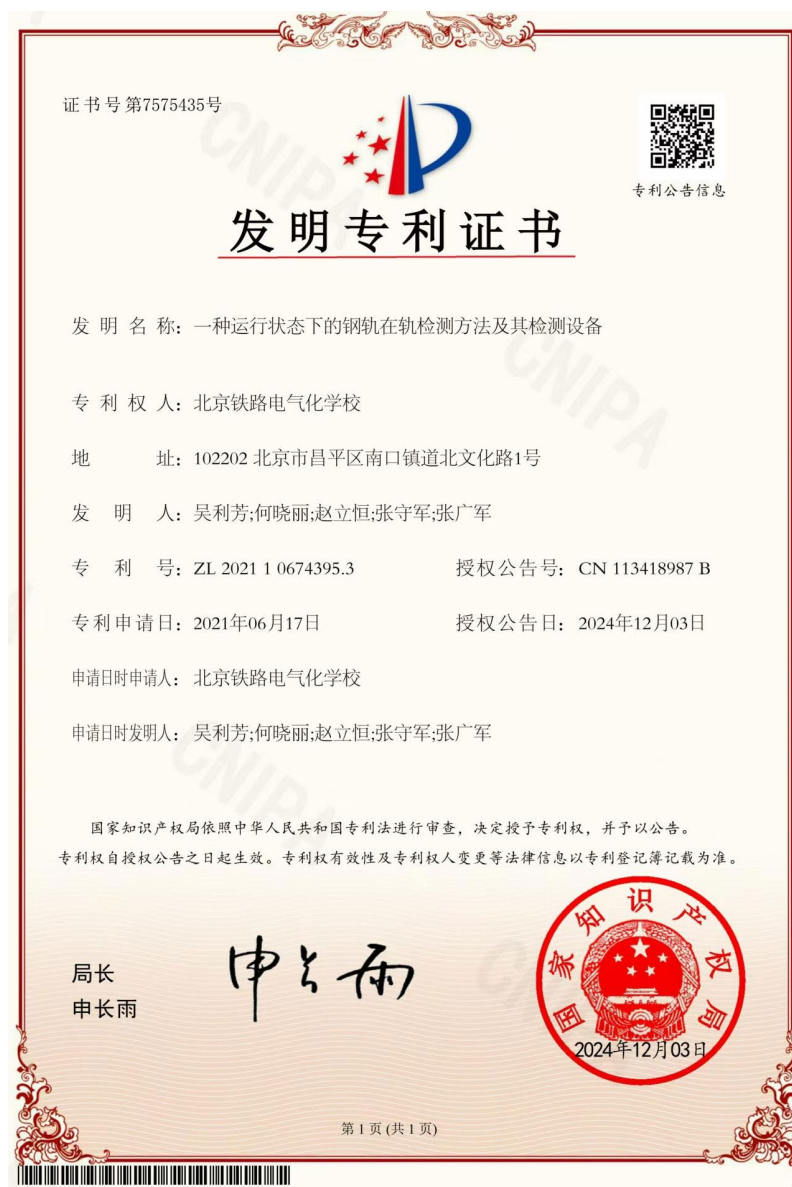 证书号第7575435号
专利公告信息
发明专利证书
发明名称：一种运行状态下的钢轨在轨检测方法及其检测设备
专利权人：北京铁路电气化学校
地址：102202 北京市昌平区南口镇道北文化路1号
发明人：吴利芳;何晓丽;赵立恒;张守军;张广军
专利号：ZL 2021 1 0674395.3 授权公告号：CN 113418987 B
专利申请日：2021年06月17日 授权公告日：2024年12月03日
申请日时申请人：北京铁路电气化学校
申请日时发明人：吴利芳;何晓丽;赵立恒;张守军;张广军
国家知识产权局依照中华人民共和国专利法进行审查，决定授予专利权，并予以公告。
专利权自授权公告之日起生效。专利权有效性及专利权人变更等法律信息以专利登记簿记载为准。
局长
申长雨
申长雨
国家知识产权局
2024年12月03日
第 1 页 (共 1 页)
CNIPA
CNIPA
CNIPA